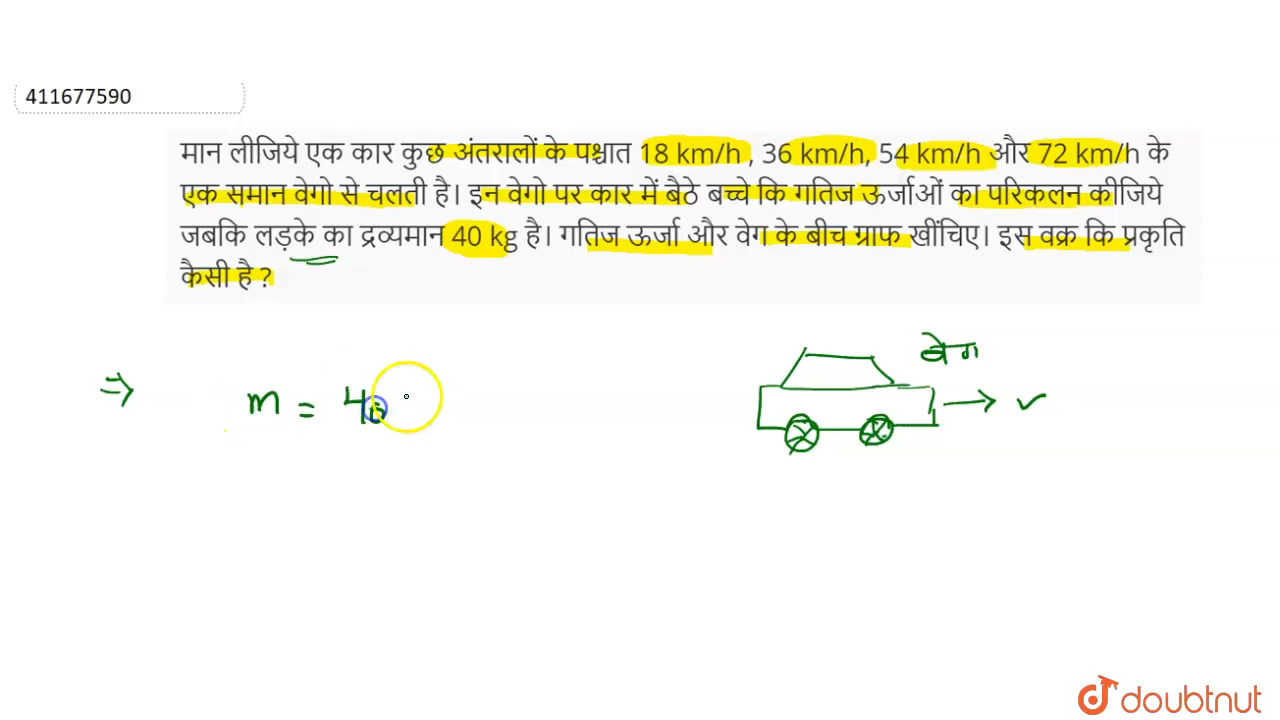 411677590
मान लीजिये एक कार कुछ अंतरालों के पश्चात 18 km/h , 36 km/h, 54 km/h और 72 km/h के
एक समान वेगो से चलती है। इन वेगो पर कार में बैठे बच्चे कि गतिज ऊर्जाओं का परिकलन कीजिये
जबकि लड़के का द्रव्यमान 40 kg है। गतिज ऊर्जा और वेग के बीच ग्राफ खींचिए। इस वक्र कि प्रकृति
कैसी है ?
वेग
⇒ m = 40
v
doubtnut